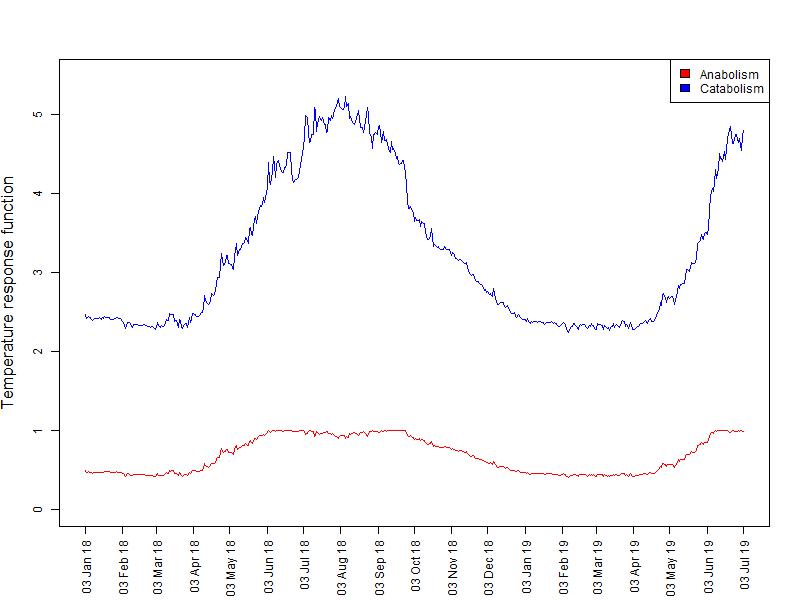 Anabolism
Catabolism
Temperature response function
5
4
3
2
1
0
03 Jan 18
03 Feb 18
03 Mar 18
03 Apr 18
03 May 18
03 Jun 18
03 Jul 18
03 Aug 18
03 Sep 18
03 Oct 18
03 Nov 18
03 Dec 18
03 Jan 19
03 Feb 19
03 Mar 19
03 Apr 19
03 May 19
03 Jun 19
03 Jul 19